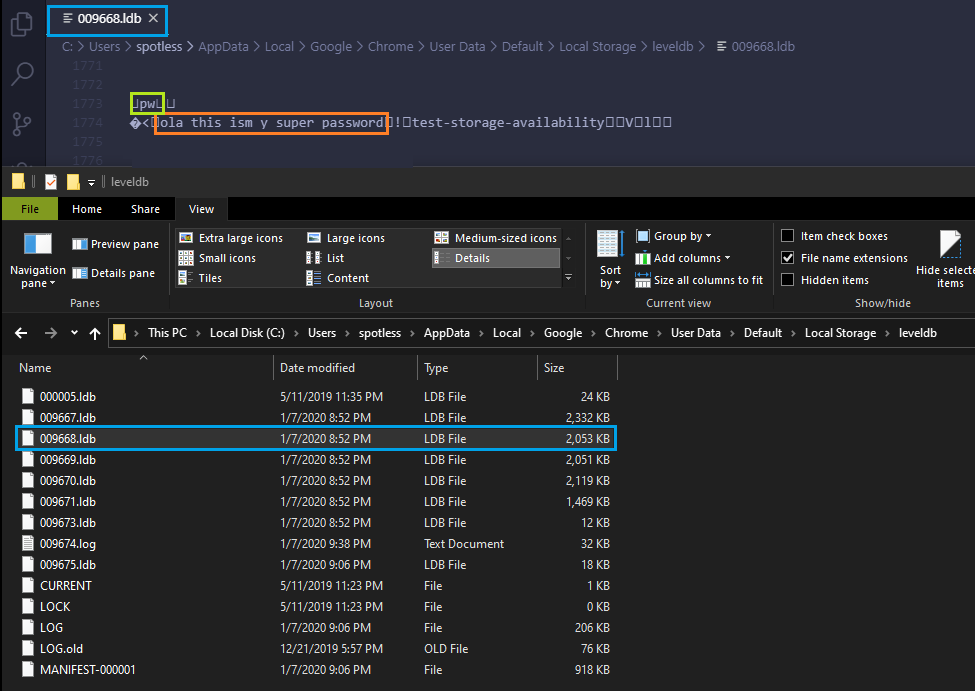 009668.ldb
C: > Users > spotless > AppData > Local > Google > Chrome > User Data > Default > Local Storage > leveldb > 009668.ldb
1771
1772
1773 pw
1774 �<ola this ism y super password!test-storage-availabilityVl
1775
1776
leveldb
File Home Share View
Navigation pane
Preview pane
Details pane
Panes
Extra large icons Large icons Medium-sized icons
Small icons List Details
Tiles Content
Layout
Sort by
Group by
Add columns
Size all columns to fit
Current view
Item check boxes
File name extensions
Hidden items
Hide selecte
items
Show/hide
This PC > Local Disk (C:) > Users > spotless > AppData > Local > Google > Chrome > User Data > Default > Local Storage > leveldb
Name Date modified Type Size
000005.ldb 5/11/2019 11:35 PM LDB File 24 KB
009667.ldb 1/7/2020 8:52 PM LDB File 2,332 KB
009668.ldb 1/7/2020 8:52 PM LDB File 2,053 KB
009669.ldb 1/7/2020 8:52 PM LDB File 2,051 KB
009670.ldb 1/7/2020 8:52 PM LDB File 2,119 KB
009671.ldb 1/7/2020 8:52 PM LDB File 1,469 KB
009673.ldb 1/7/2020 8:52 PM LDB File 12 KB
009674.log 1/7/2020 9:38 PM Text Document 32 KB
009675.ldb 1/7/2020 9:06 PM LDB File 18 KB
CURRENT 5/11/2019 11:23 PM File 1 KB
LOCK 5/11/2019 11:23 PM File 0 KB
LOG 1/7/2020 9:06 PM File 206 KB
LOG.old 12/21/2019 5:57 PM OLD File 76 KB
MANIFEST-000001 1/7/2020 9:06 PM File 918 KB